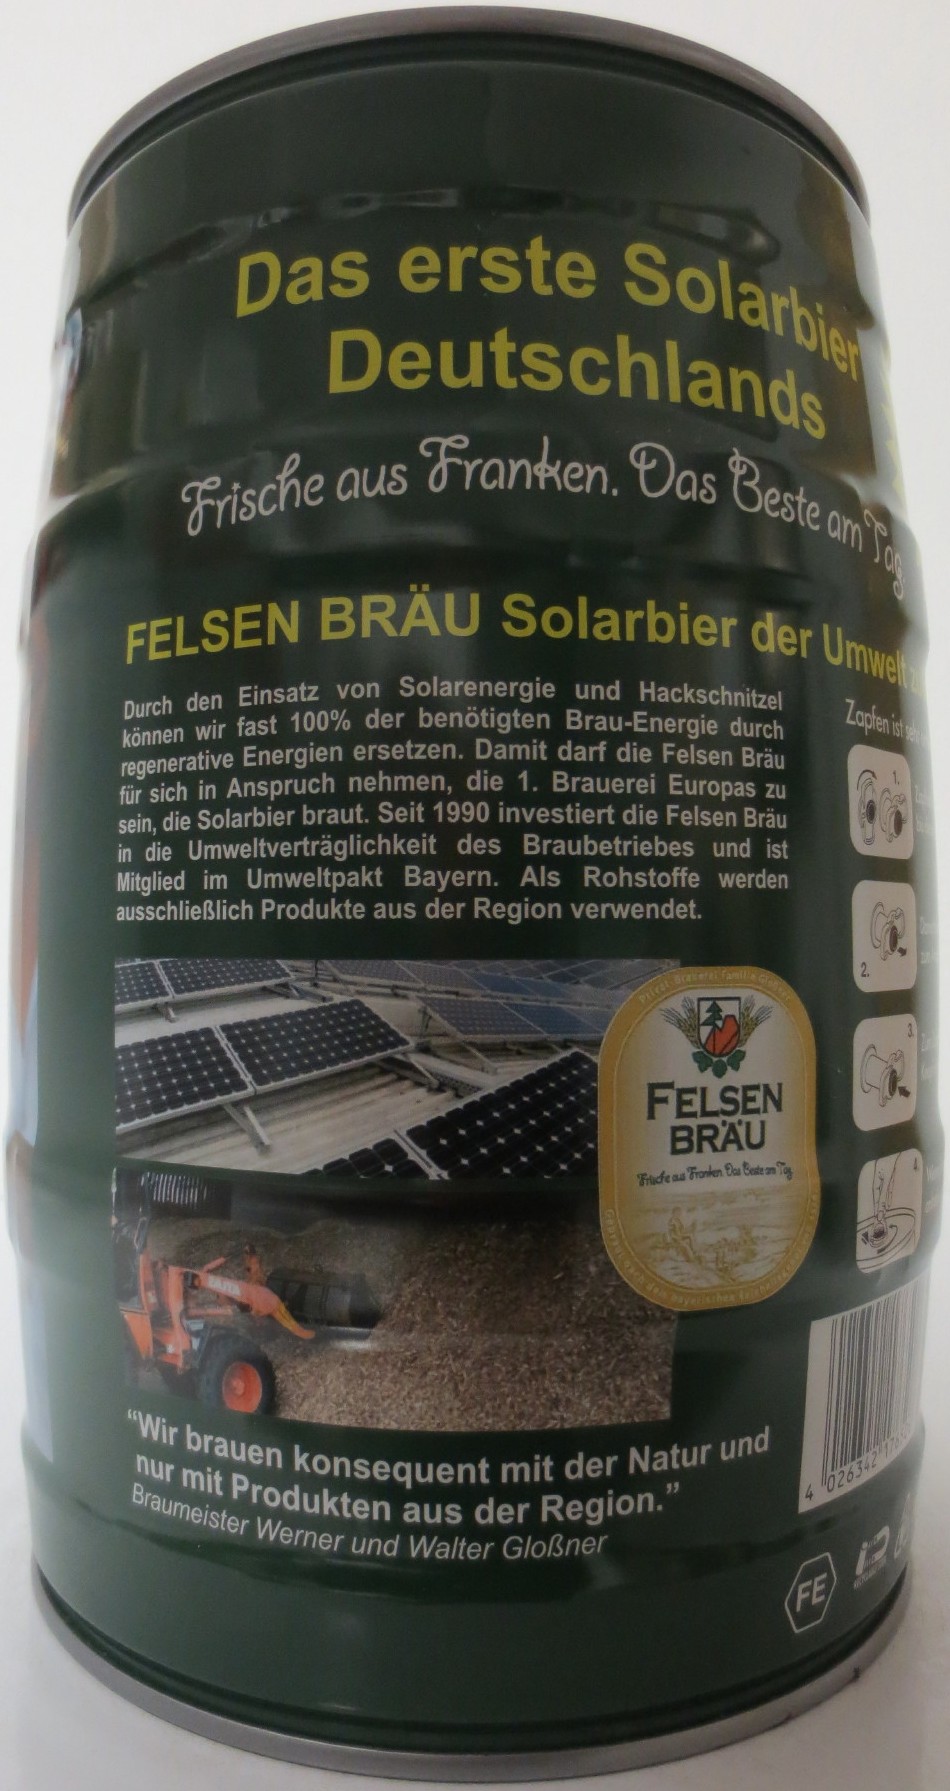 Das erste Solarbier
Deutschlands
Frische aus Franken. Das Beste am Tag.
FELSEN BRÄU Solarbier der Umwelt
Durch den Einsatz von Solarenergie und Hackschnitzel
können wir fast 100% der benötigten Brau-Energie durch
regenerative Energien ersetzen. Damit darf die Felsen Bräu
für sich in Anspruch nehmen, die 1. Brauerei Europas zu
sein, die Solarbier braut. Seit 1990 investiert die Felsen Bräu
in die Umweltverträglichkeit des Braubetriebes und ist
Mitglied im Umweltpakt Bayern. Als Rohstoffe werden
ausschließlich Produkte aus der Region verwendet.
Zapfen ist
1.
2.
3.
4.
FELSEN
BRÄU
Frische aus Franken. Das Beste am Tag.
“Wir brauen konsequent mit der Natur und
nur mit Produkten aus der Region.”
Braumeister Werner und Walter Gloßner
4 026342
FE